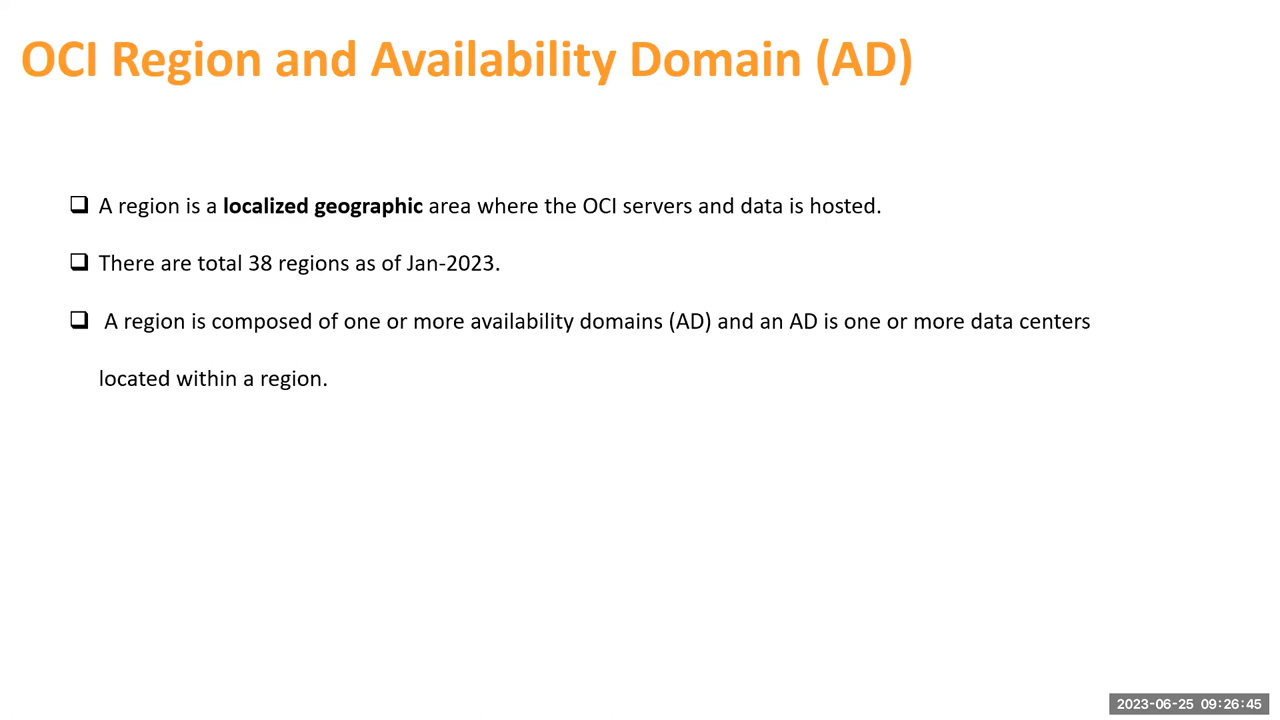 OCI Region and Availability Domain (AD)
❑ A region is a localized geographic area where the OCI servers and data is hosted.
❑ There are total 38 regions as of Jan-2023.
❑ A region is composed of one or more availability domains (AD) and an AD is one or more data centers
located within a region.
2023-06-25 09:26:45